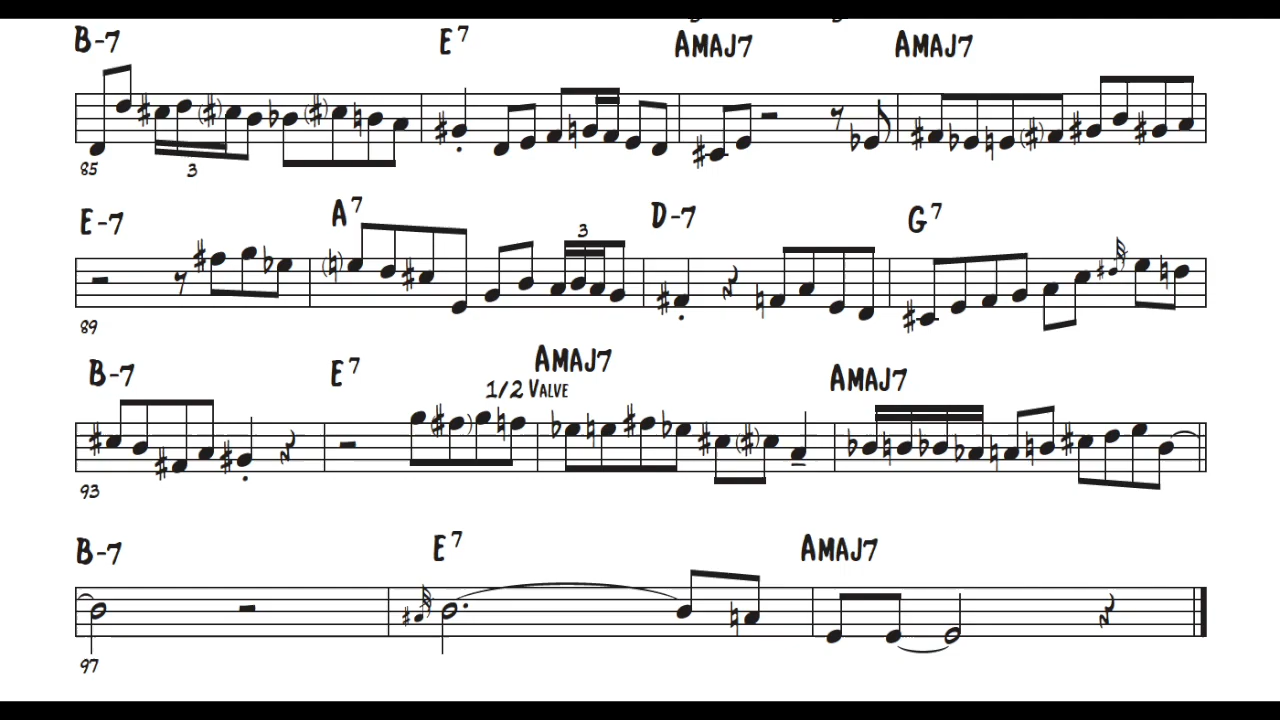 B-7 E7 AMAJ7 AMAJ7
85 3
E-7 A7 D-7 G7
3
89
B-7 E7 AMAJ7 AMAJ7
1/2 VALVE
93
B-7 E7 AMAJ7
97